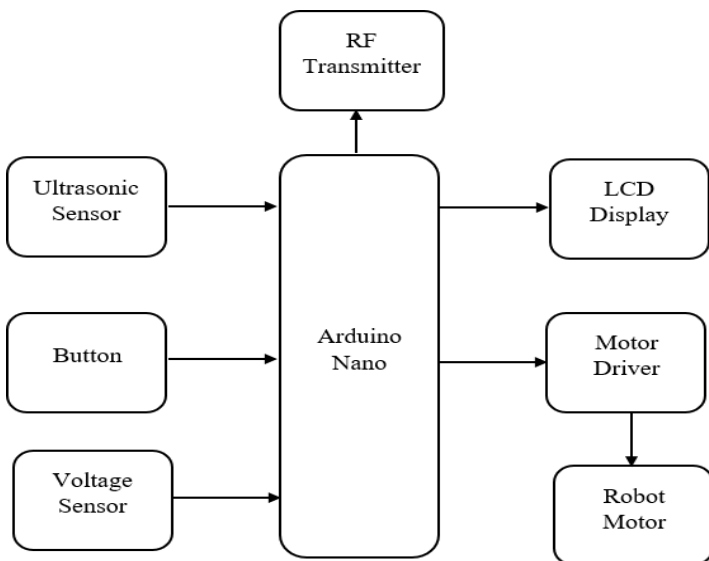 RF
Transmitter
Ultrasonic
Sensor
LCD
Display
Button
Arduino
Nano
Motor
Driver
Voltage
Sensor
Robot
Motor